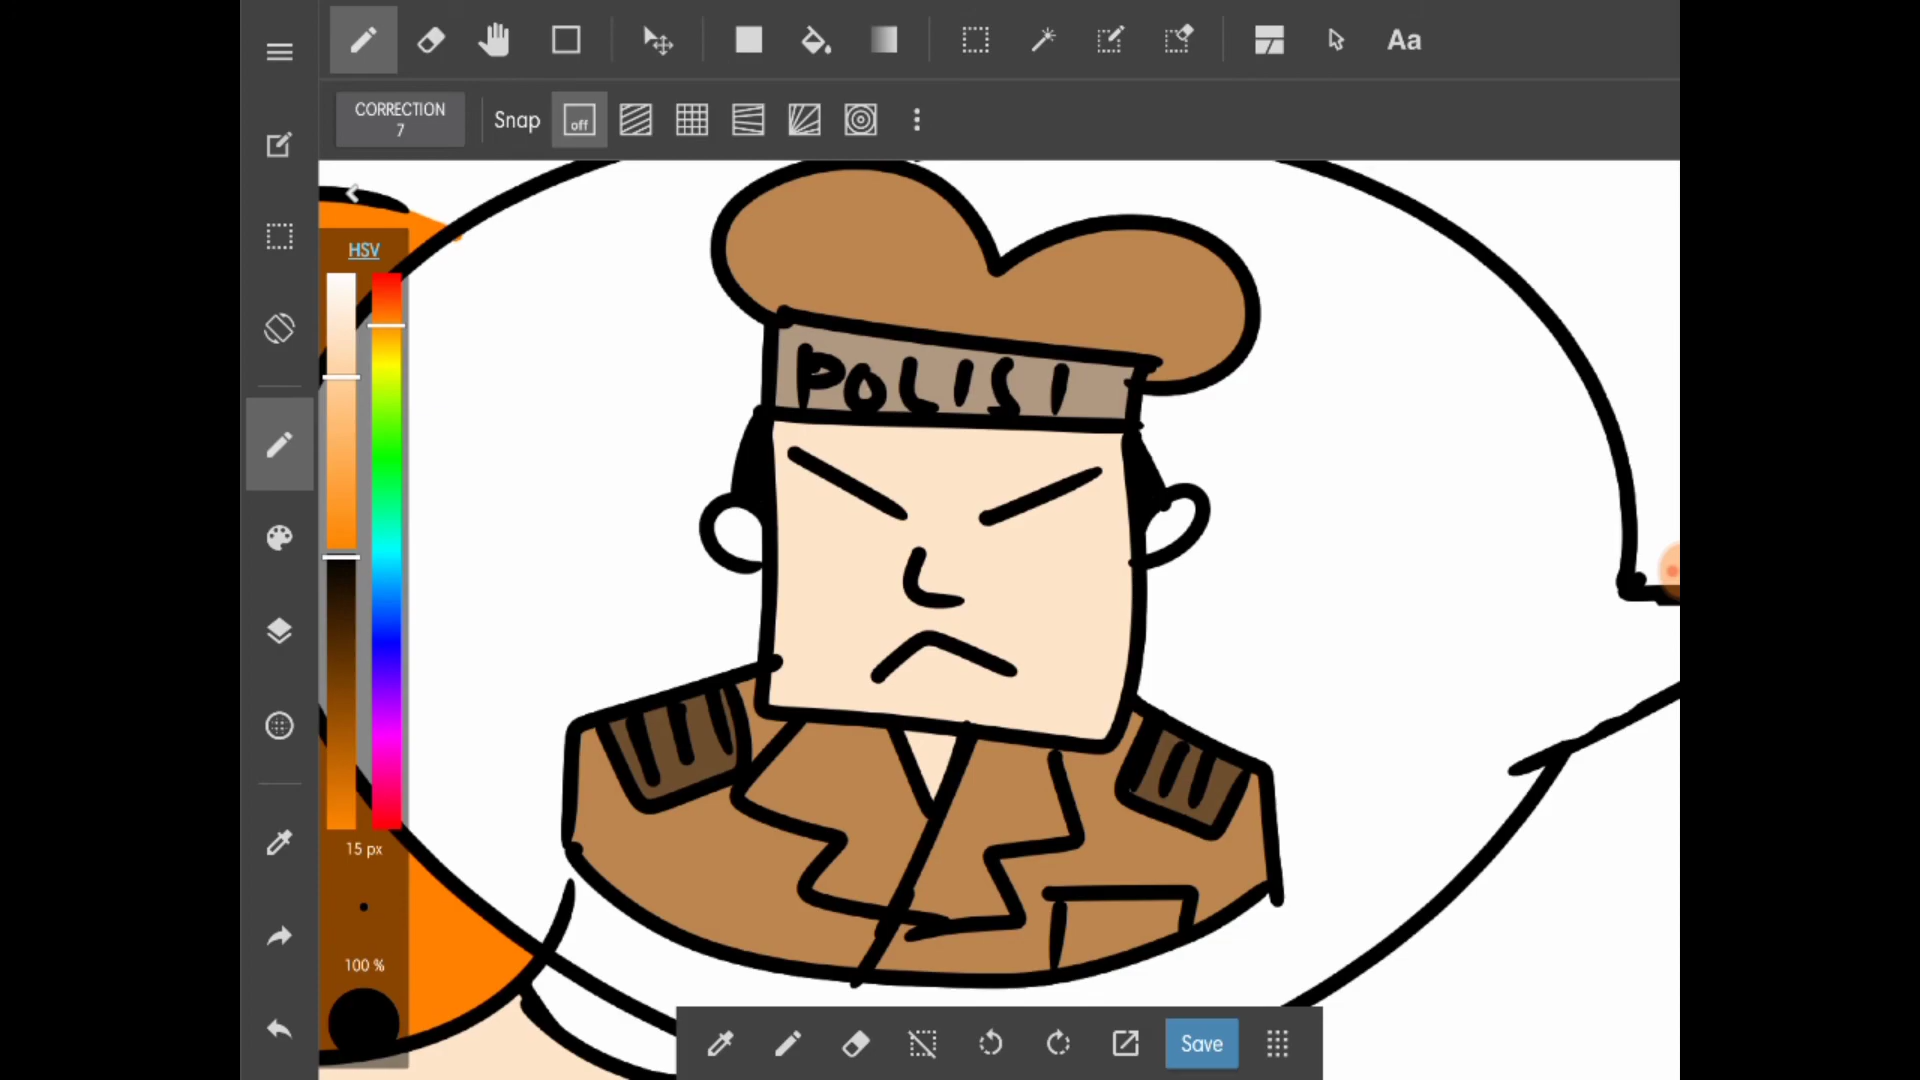 Aa
CORRECTION
7
Snap
off
HSV
POLISI
15 px
100 %
Save